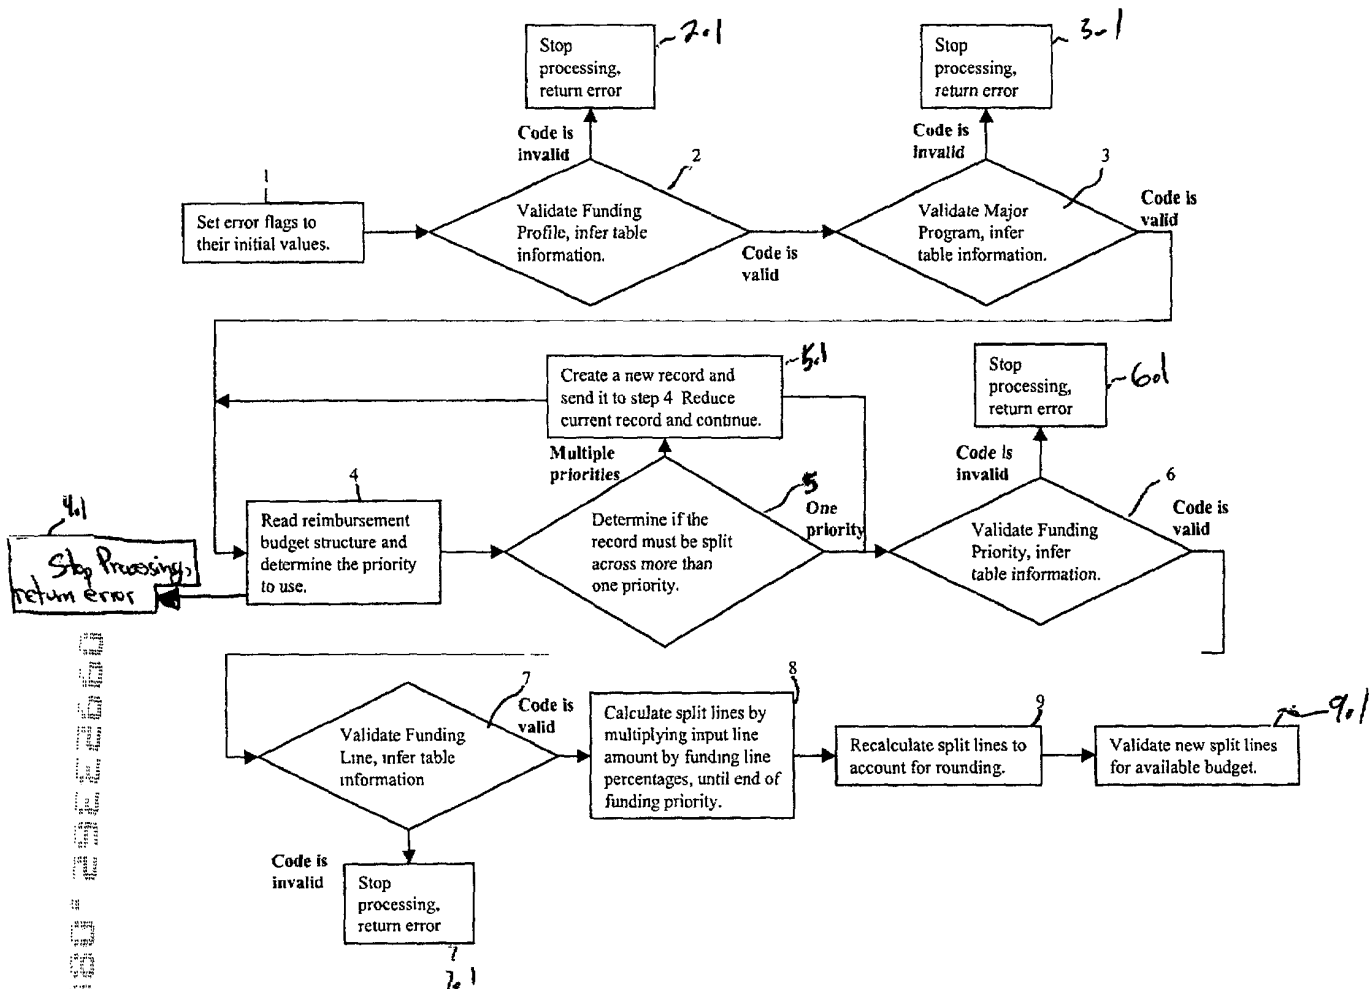 2.1
Stop
processing,
return error
3.1
Stop
processing,
return error
Code is
invalid
Code is
invalid
1
Set error flags to
their initial values.
2
Validate Funding
Profile, infer table
information.
Code is
valid
3
Validate Major
Program, infer
table information.
Code is
valid
5.1
Create a new record and
send it to step 4 Reduce
current record and continue.
6.1
Stop
processing,
return error
Multiple
priorities
Code is
invalid
4.1
Stop Processing,
return error
4
Read reimbursement
budget structure and
determine the priority
to use.
5
Determine if the
record must be split
across more than
one priority.
One
priority
6
Validate Funding
Priority, infer
table information.
Code is
valid
7
Validate Funding
Line, infer table
information
Code is
valid
8
Calculate split lines by
multiplying input line
amount by funding line
percentages, until end of
funding priority.
9
Recalculate split lines to
account for rounding.
9.1
Validate new split lines
for available budget.
Code is
invalid
Stop
processing,
return error
7.1